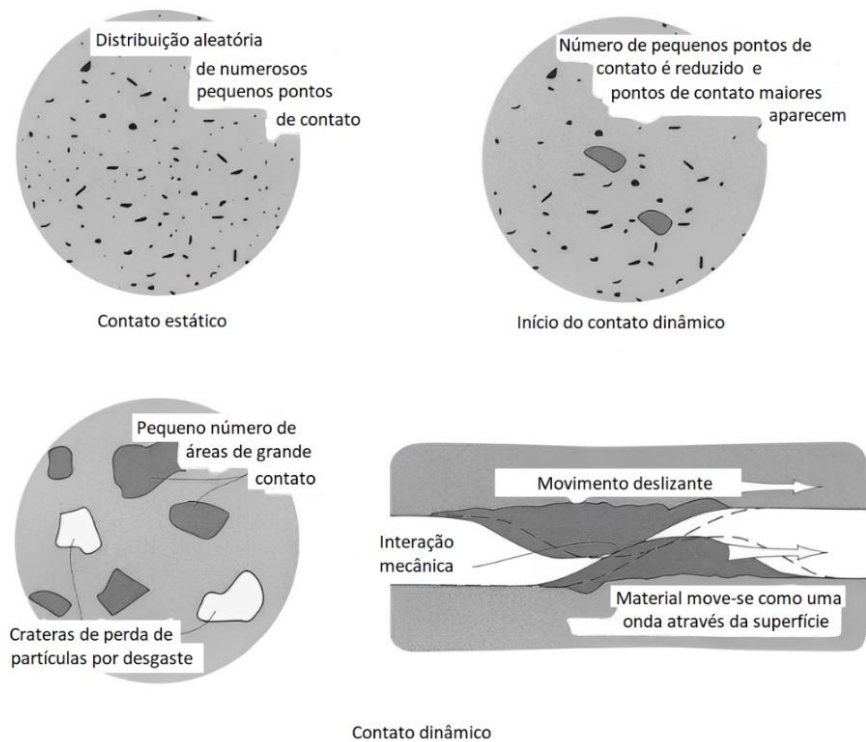 Distribuição aleatória
de numerosos
pequenos pontos
de contato
Contato estático
Número de pequenos pontos de
contato é reduzido e
pontos de contato maiores
aparecem
Início do contato dinâmico
Pequeno número de
áreas de grande
contato
Crateras de perda de
partículas por desgaste
Movimento deslizante
Interação
mecânica
Material move-se como uma
onda através da superfície
Contato dinâmico